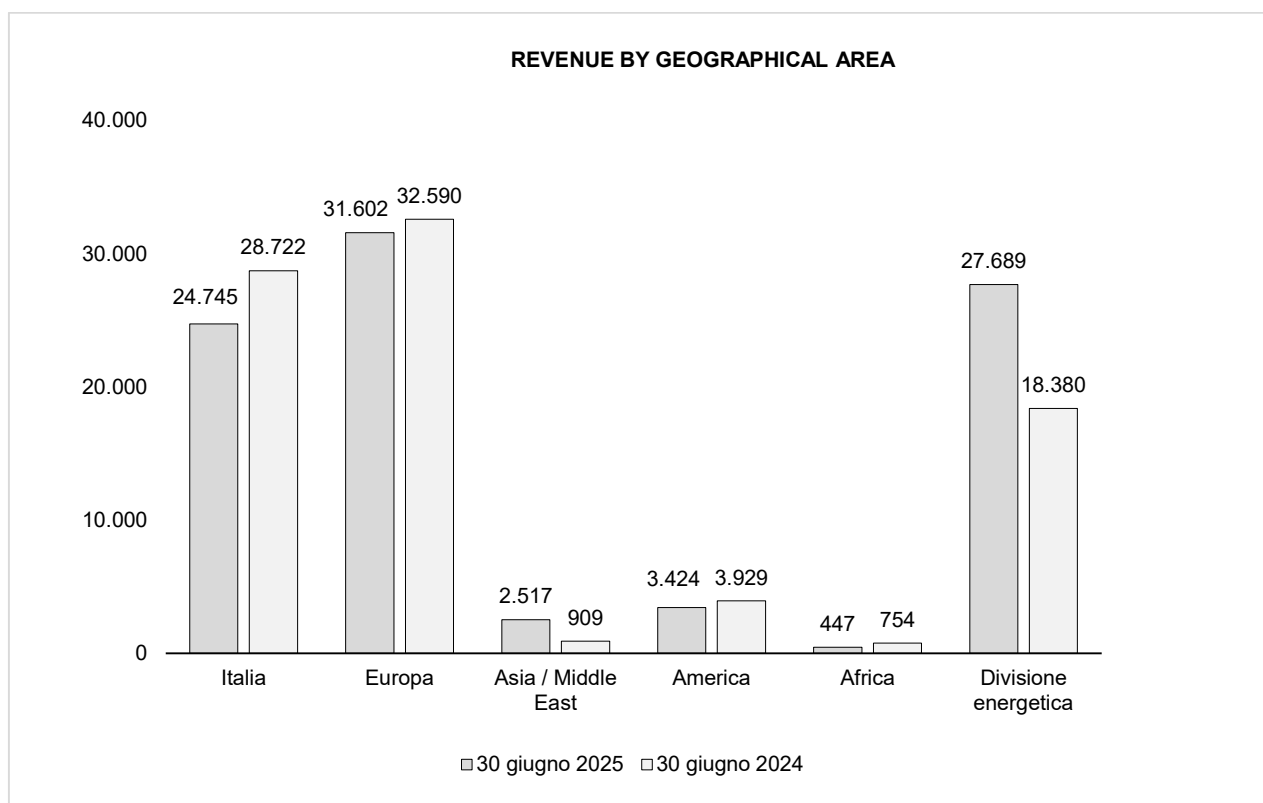 REVENUE BY GEOGRAPHICAL AREA
40.000
30.000
20.000
10.000
0
24.745
28.722
31.602
32.590
2.517
909
3.424
3.929
447
754
27.689
18.380
Italia
Europa
Asia / Middle
East
America
Africa
Divisione
energetica
30 giugno 2025
30 giugno 2024